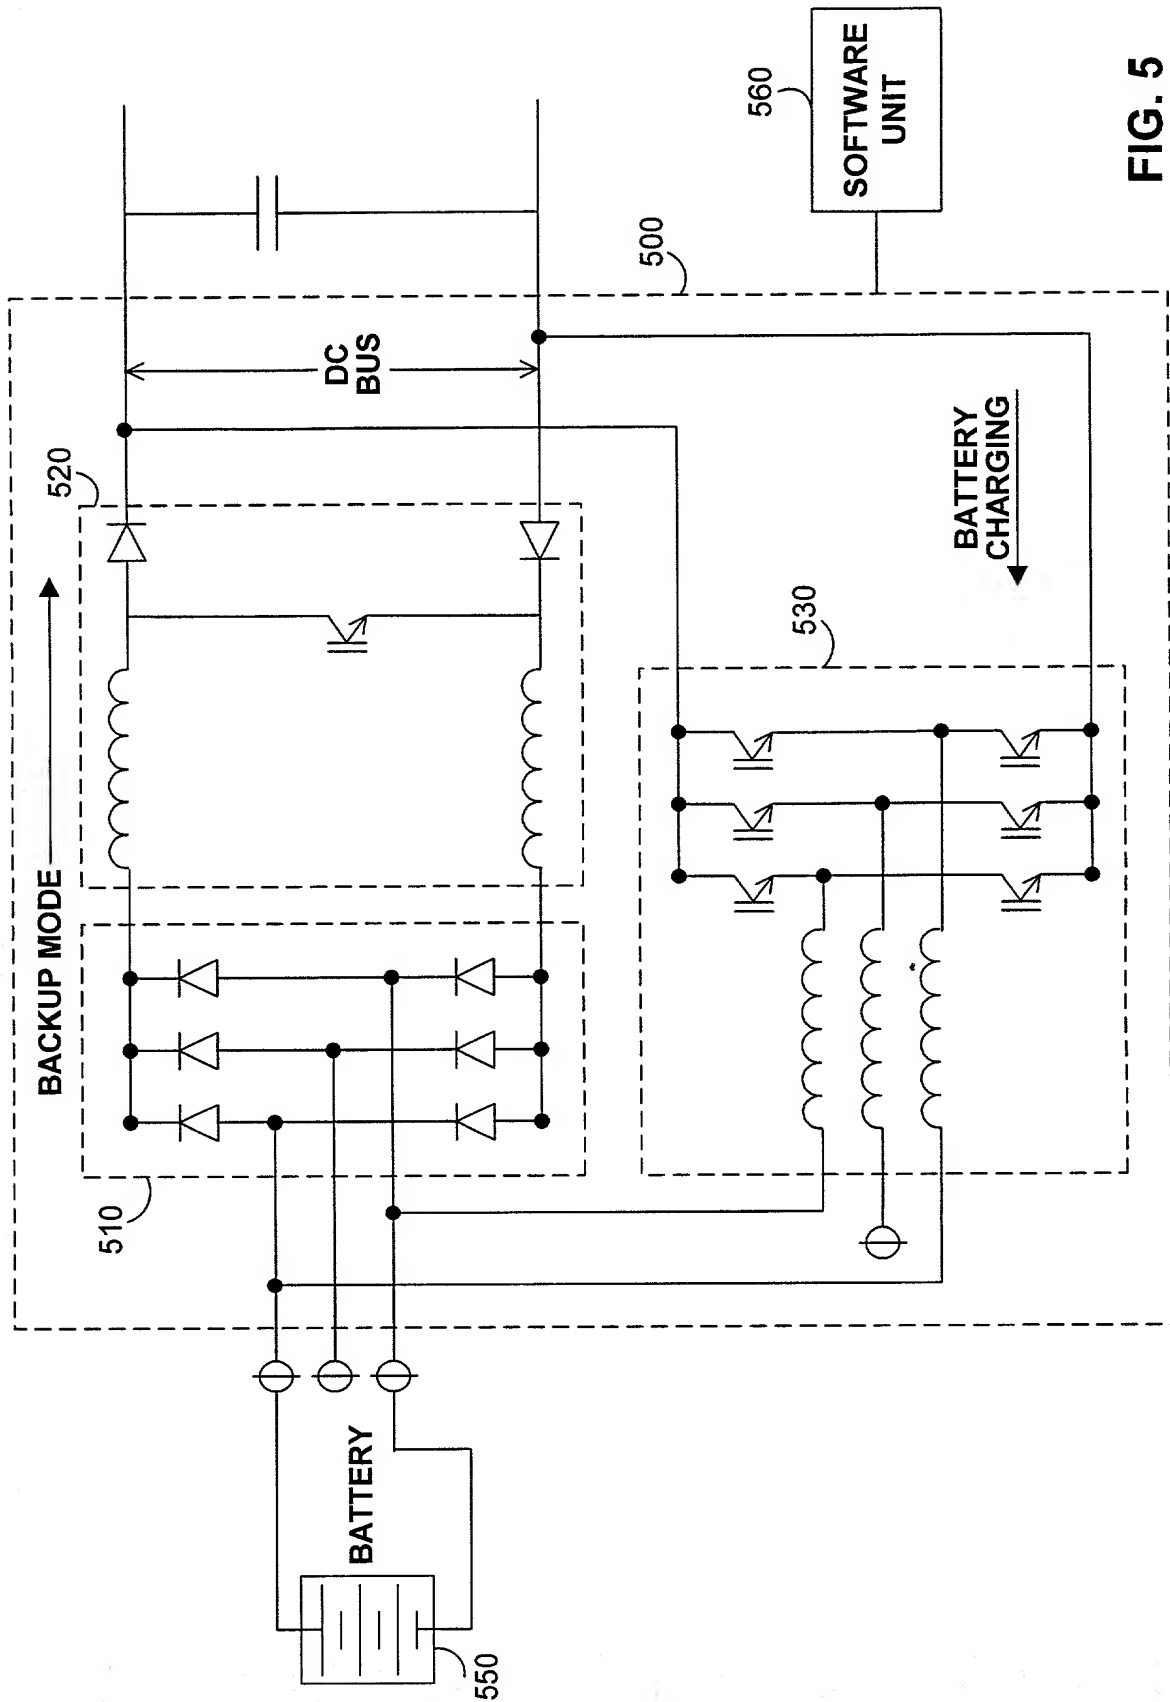 BACKUP MODE
520
DC
BUS
500
560
SOFTWARE
UNIT
510
530
BATTERY
CHARGING
BATTERY
550
FIG. 5